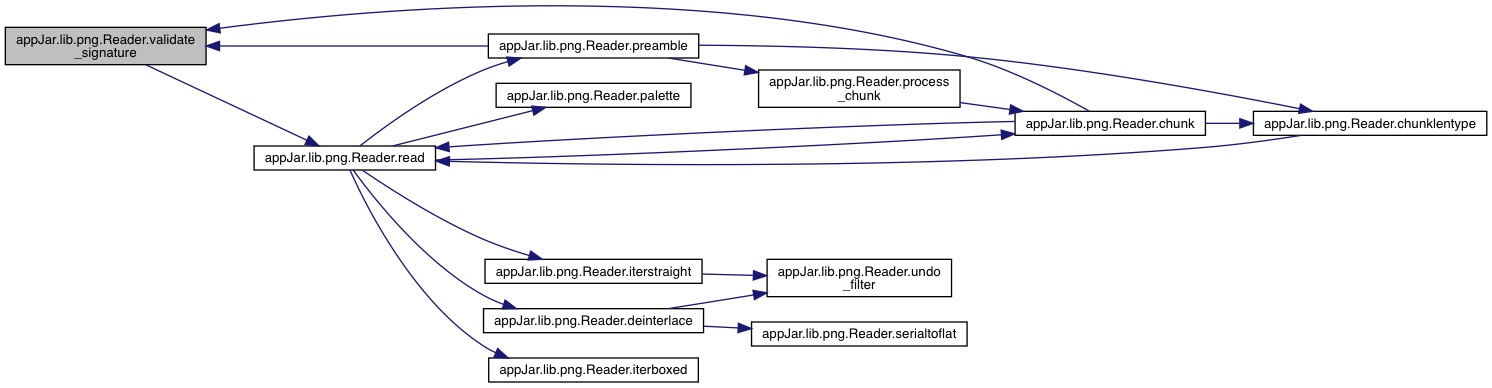 appJar.lib.png.Reader.validate
_signature
appJar.lib.png.Reader.preamble
appJar.lib.png.Reader.process
_chunk
appJar.lib.png.Reader.palette
appJar.lib.png.Reader.chunk
appJar.lib.png.Reader.chunklentype
appJar.lib.png.Reader.read
appJar.lib.png.Reader.iterstraight
appJar.lib.png.Reader.undo
_filter
appJar.lib.png.Reader.deinterlace
appJar.lib.png.Reader.serialtoflat
appJar.lib.png.Reader.iterboxed